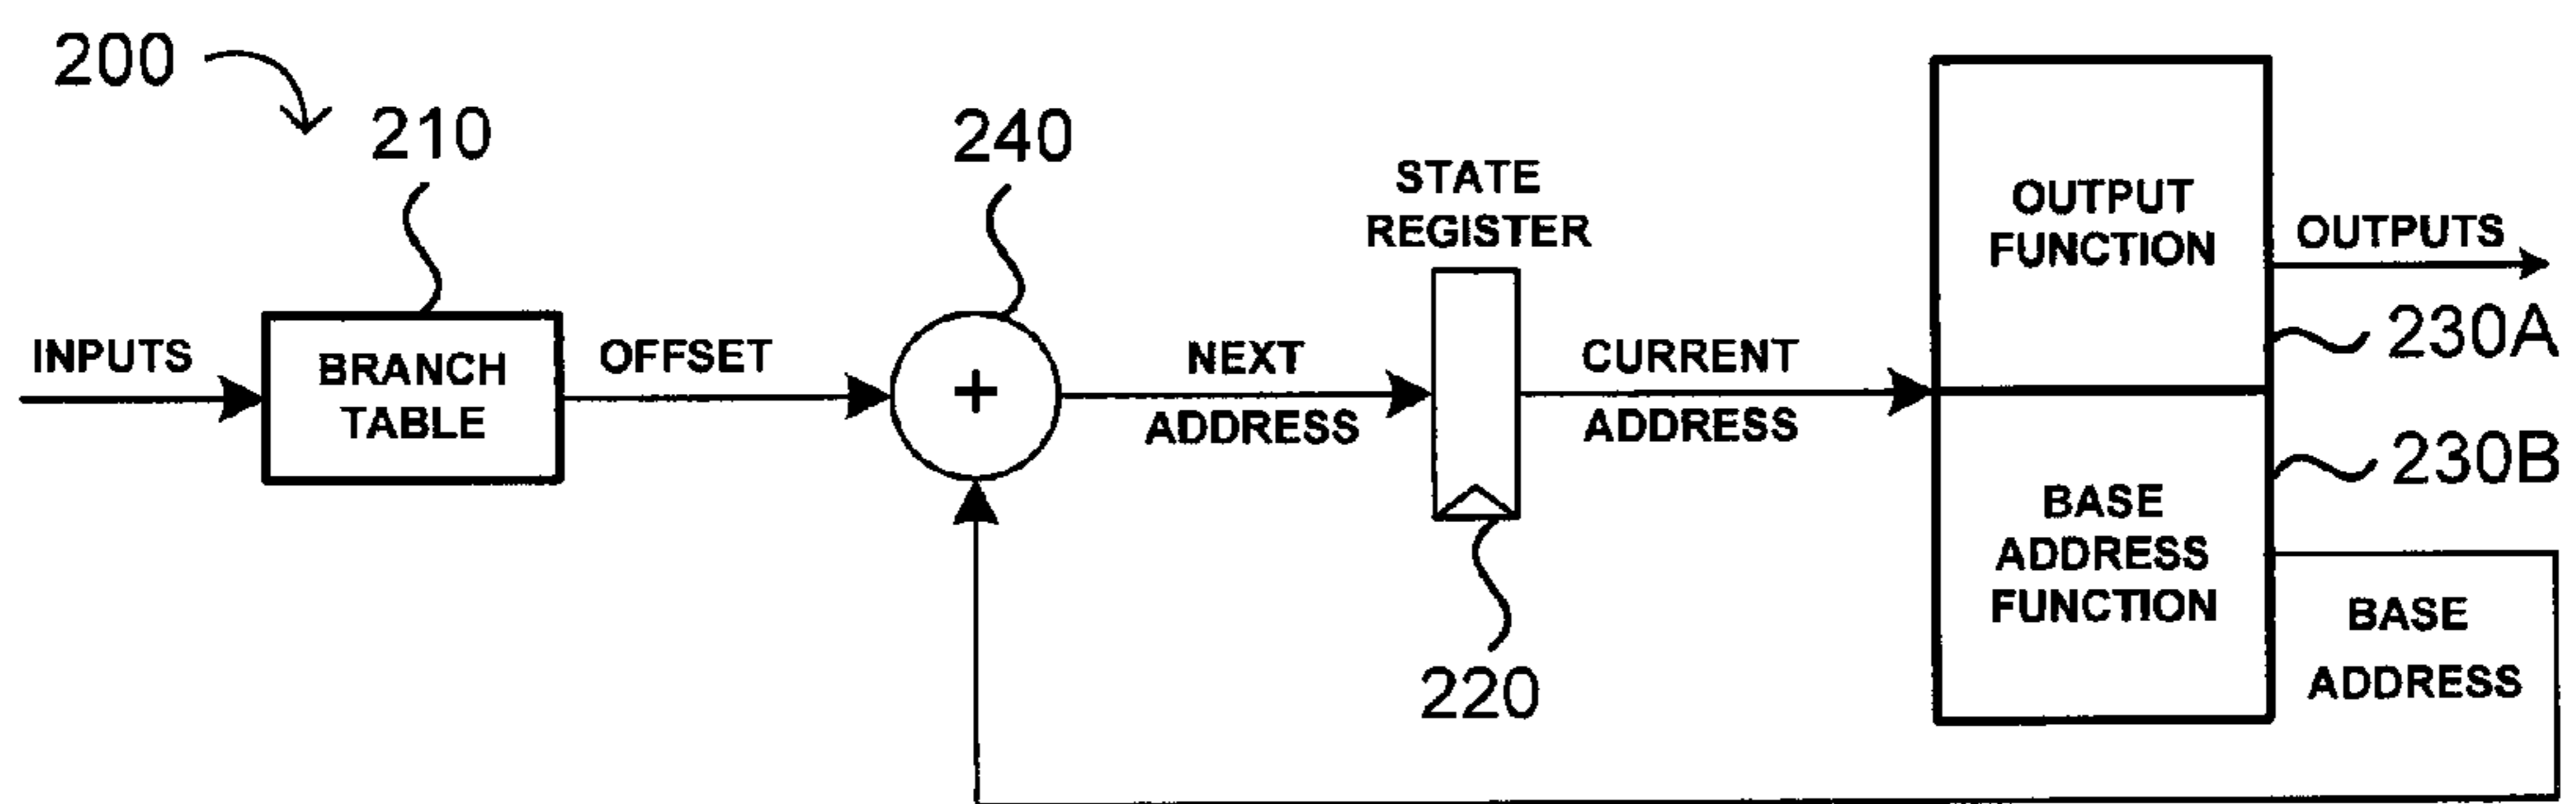 200
210
240
STATE
REGISTER
OUTPUT
FUNCTION
OUTPUTS
230A
INPUTS
BRANCH
TABLE
OFFSET
+
NEXT
ADDRESS
CURRENT
ADDRESS
230B
BASE
ADDRESS
FUNCTION
BASE
ADDRESS
220